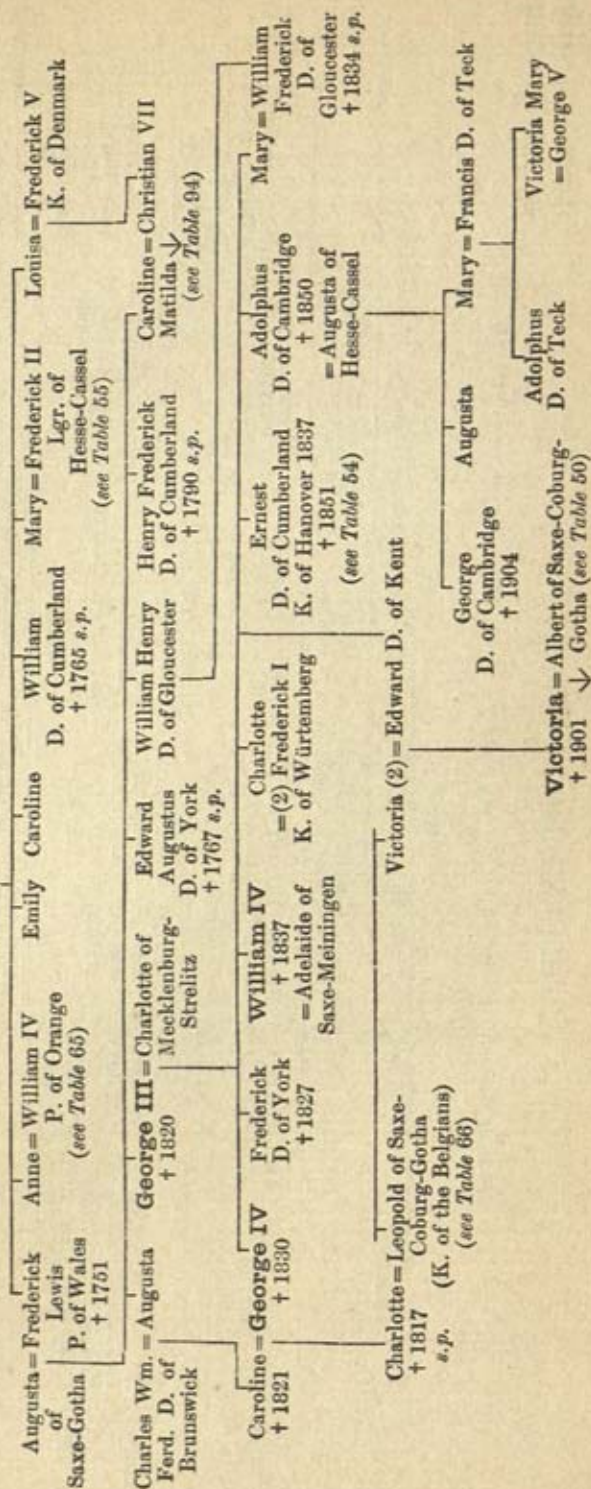 Augusta = Frederick
of Lewis
Saxe-Gotha P. of Wales
† 1751
Anne = William IV
P. of Orange
(see Table 65)
Emily
Caroline
William
D. of Cumberland
† 1765 s.p.
Mary = Frederick II
Lgr. of
Hesse-Cassel
(see Table 55)
Louisa = Frederick V
K. of Denmark
Charles Wm. = Augusta
Ferd. D. of
Brunswick
George III = Charlotte of
† 1820 Mecklenburg-
Strelitz
Edward
Augustus
D. of York
† 1767 s.p.
William Henry
D. of Gloucester
Henry Frederick
D. of Cumberland
† 1790 s.p.
Caroline = Christian VII
Matilda
(see Table 94)
Caroline = George IV
† 1821 † 1830
Frederick
D. of York
† 1827
William IV
† 1837
= Adelaide of
Saxe-Meiningen
Charlotte
=(2) Frederick I
K. of Würtemberg
Ernest
D. of Cumberland
K. of Hanover 1837
† 1851
(see Table 54)
Adolphus
D. of Cambridge
† 1850
= Augusta of
Hesse-Cassel
Mary = William
Frederick
D. of
Gloucester
† 1834 s.p.
Charlotte = Leopold of Saxe-
† 1817 Coburg-Gotha
s.p. (K. of the Belgians)
(see Table 66)
Victoria (2) = Edward D. of Kent
George
D. of Cambridge
† 1904
Augusta
Mary = Francis D. of Teck
Victoria = Albert of Saxe-Coburg-
† 1901 Gotha (see Table 50)
Adolphus
D. of Teck
Victoria Mary
= George V